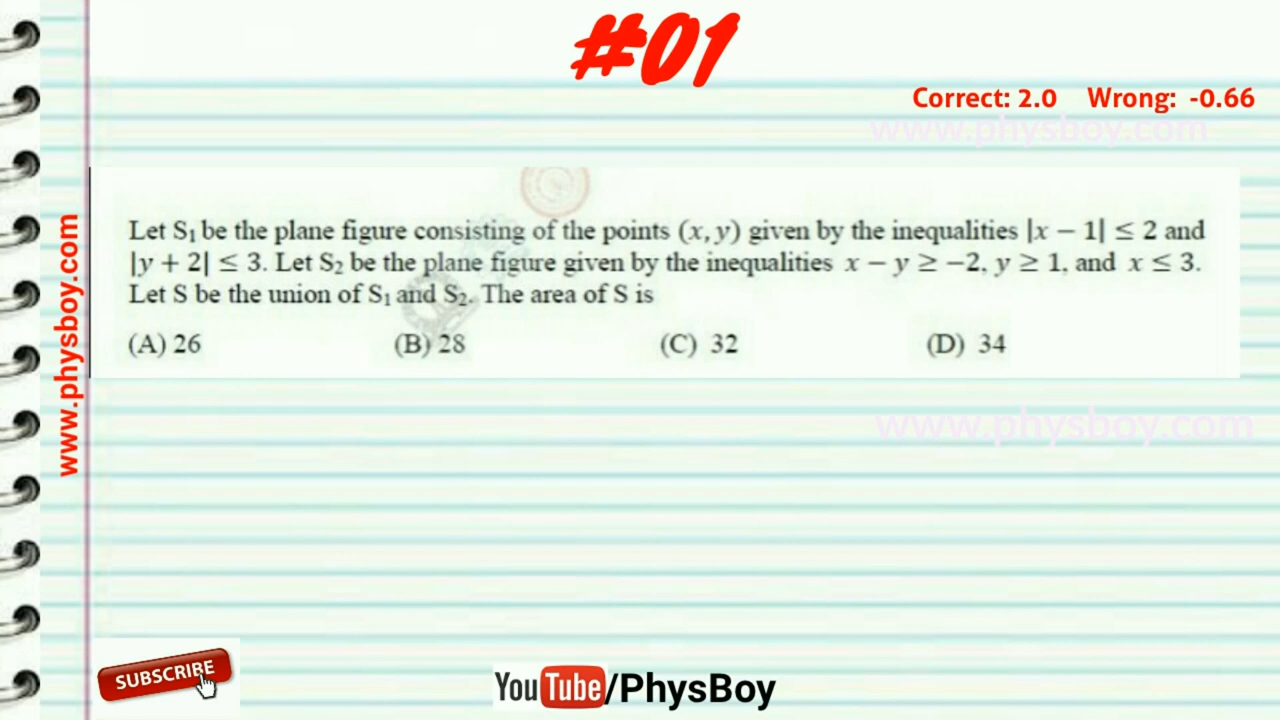 #01
Correct: 2.0 Wrong: -0.66
www.physboy.com
Let S₁ be the plane figure consisting of the points (x, y) given by the inequalities |x − 1| ≤ 2 and
|y + 2| ≤ 3. Let S₂ be the plane figure given by the inequalities x − y ≥ −2, y ≥ 1, and x ≤ 3.
Let S be the union of S₁ and S₂. The area of S is
(A) 26 (B) 28 (C) 32 (D) 34
www.physboy.com
www.physboy.com
SUBSCRIBE
YouTube/PhysBoy